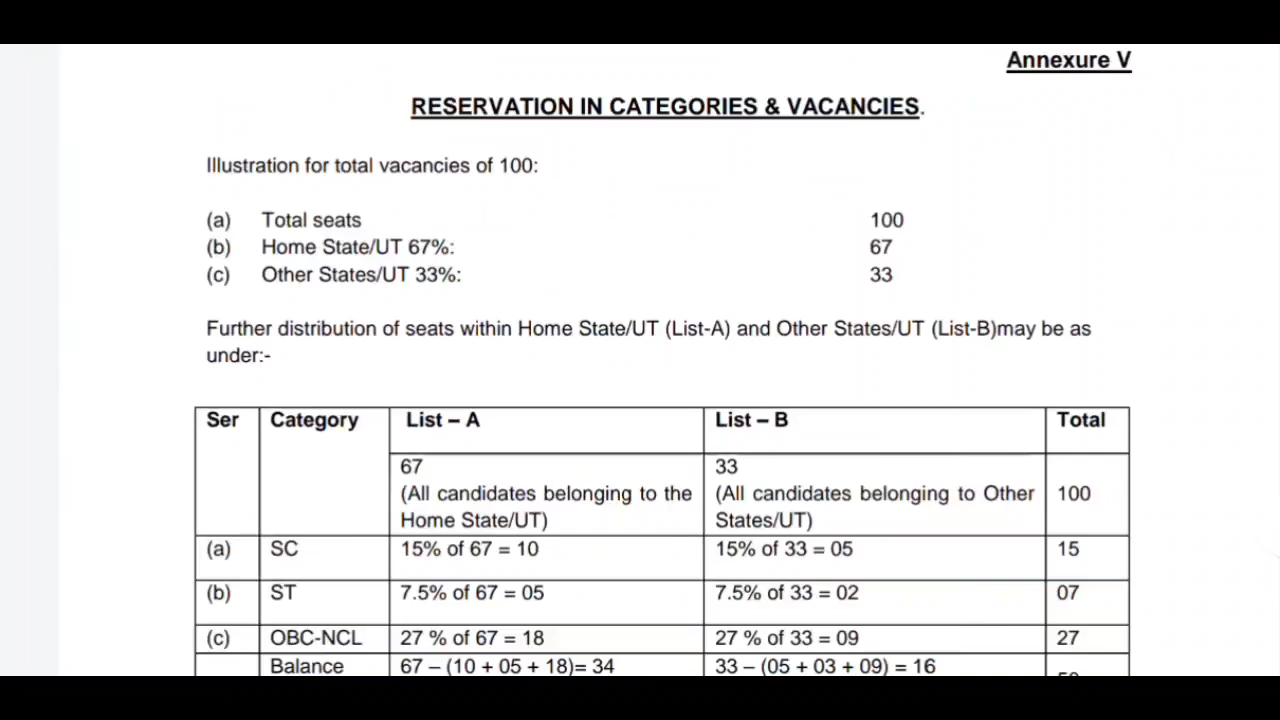 Annexure V
RESERVATION IN CATEGORIES & VACANCIES.
Illustration for total vacancies of 100:
(a) Total seats 100
(b) Home State/UT 67%: 67
(c) Other States/UT 33%: 33
Further distribution of seats within Home State/UT (List-A) and Other States/UT (List-B)may be as
under:-
Ser Category List – A List – B Total
67 33
(All candidates belonging to the (All candidates belonging to Other 100
Home State/UT) States/UT)
(a) SC 15% of 67 = 10 15% of 33 = 05 15
(b) ST 7.5% of 67 = 05 7.5% of 33 = 02 07
(c) OBC-NCL 27 % of 67 = 18 27 % of 33 = 09 27
Balance 67 – (10 + 05 + 18)= 34 33 – (05 + 03 + 09) = 16